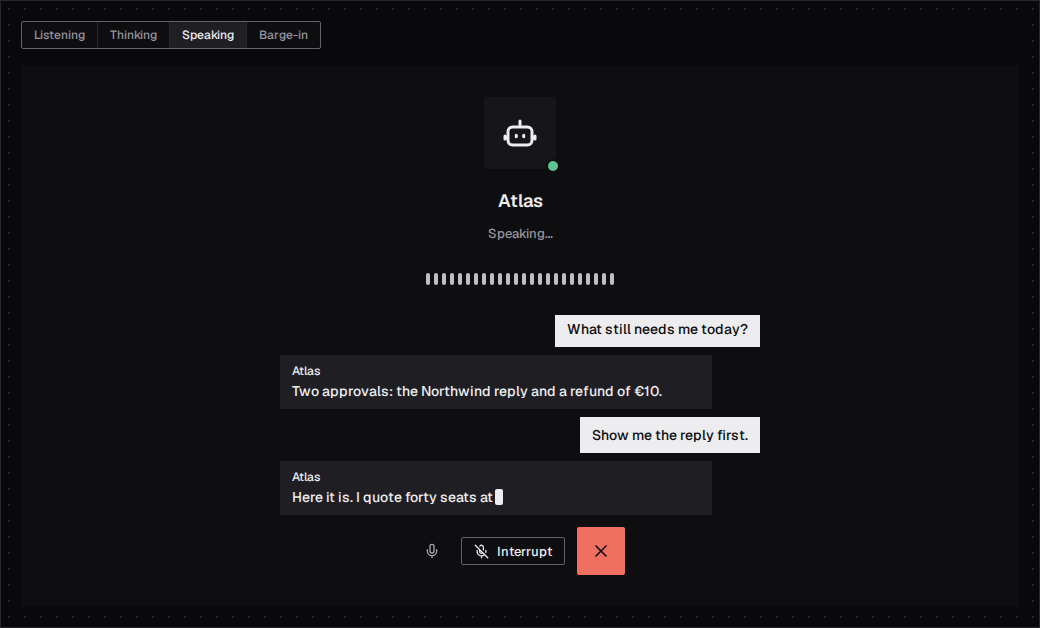 Listening
Thinking
Speaking
Barge-in
Atlas
Speaking…
What still needs me today?
Atlas
Two approvals: the Northwind reply and a refund of €10.
Show me the reply first.
Atlas
Here it is. I quote forty seats at
Interrupt